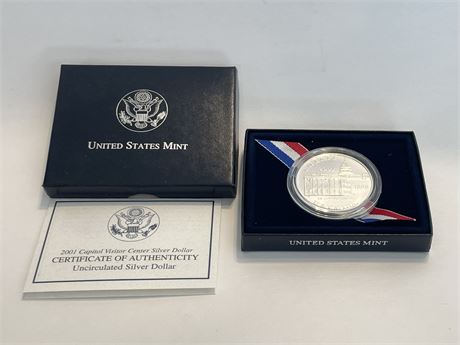 UNITED STATES MINT
2001 Capitol Visitor Center Silver Dollar
CERTIFICATE OF AUTHENTICITY
Uncirculated Silver Dollar
UNITED STATES MINT